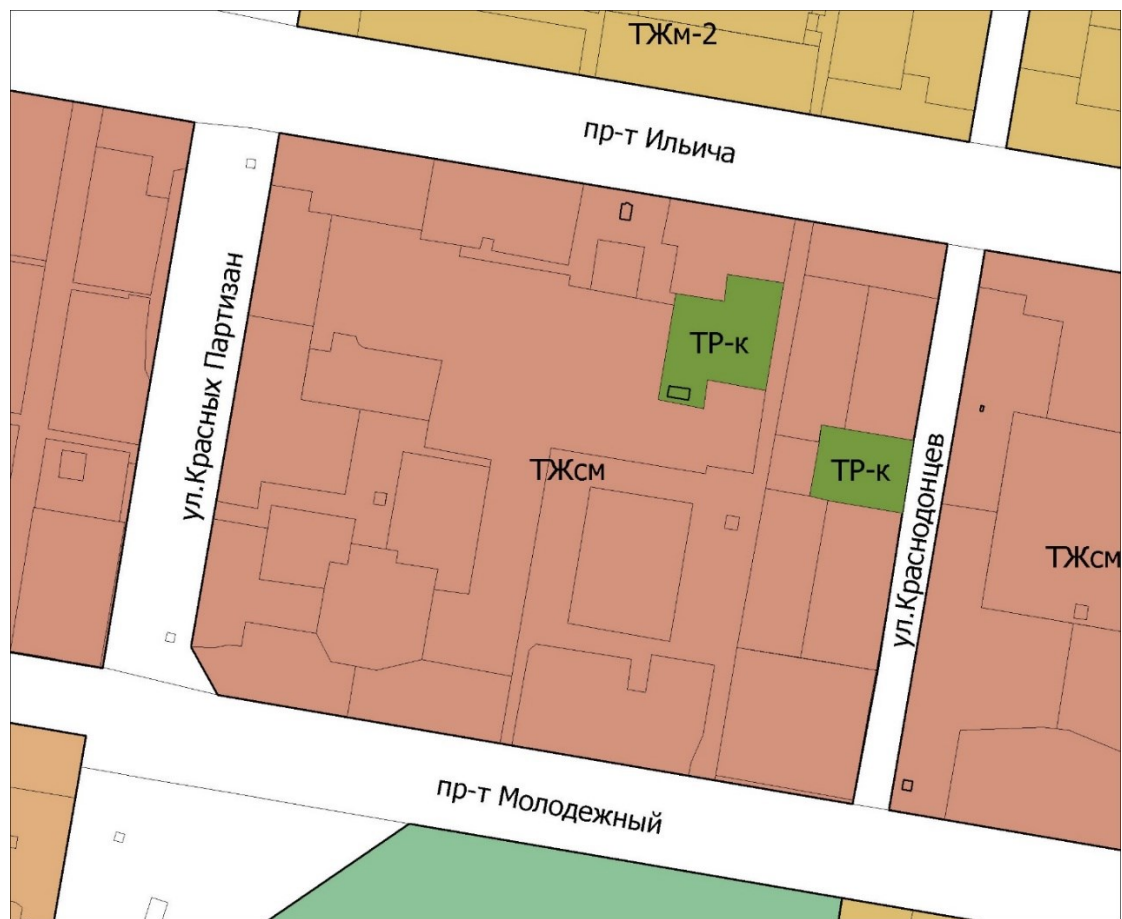 ТЖм-2
пр-т Ильича
ул.Красных Партизан
ТР-к
ТЖсм
ТР-к
ул.Краснодонцев
ТЖсм
пр-т Молодежный